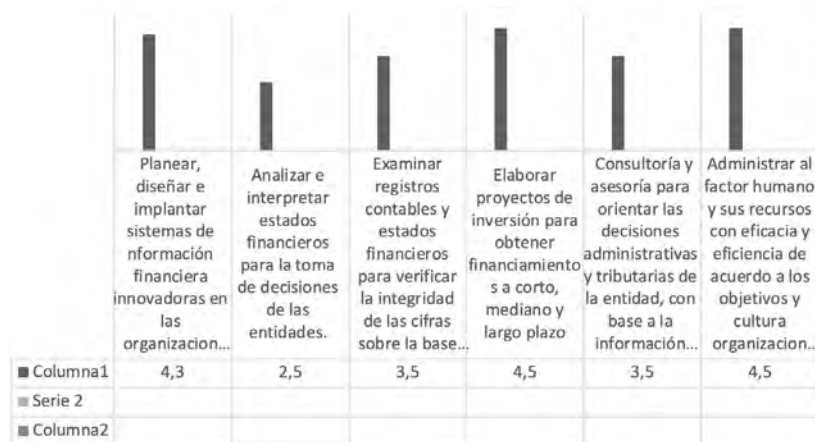 Planear,
diseñar e
implantar
sistemas de
nformación
financiera
innovadoras en
las
organizacion...
Analizar e
interpretar
estados
financieros
para la toma
de decisiones
de las
entidades.
Examinar
registros
contables y
estados
financieros
para verificar
la integridad
de las cifras
sobre la base...
Elaborar
proyectos de
inversión para
obtener
financiamiento
s a corto,
mediano y
largo plazo
Consultoría y
asesoría para
orientar las
decisiones
administrativas
y tributarias de
la entidad, con
base a la
información...
Administrar al
factor humano
y sus recursos
con eficacia y
eficiencia de
acuerdo a los
objetivos y
cultura
organizacion...
Columna1 4,3 2,5 3,5 4,5 3,5 4,5
Serie 2
Columna2